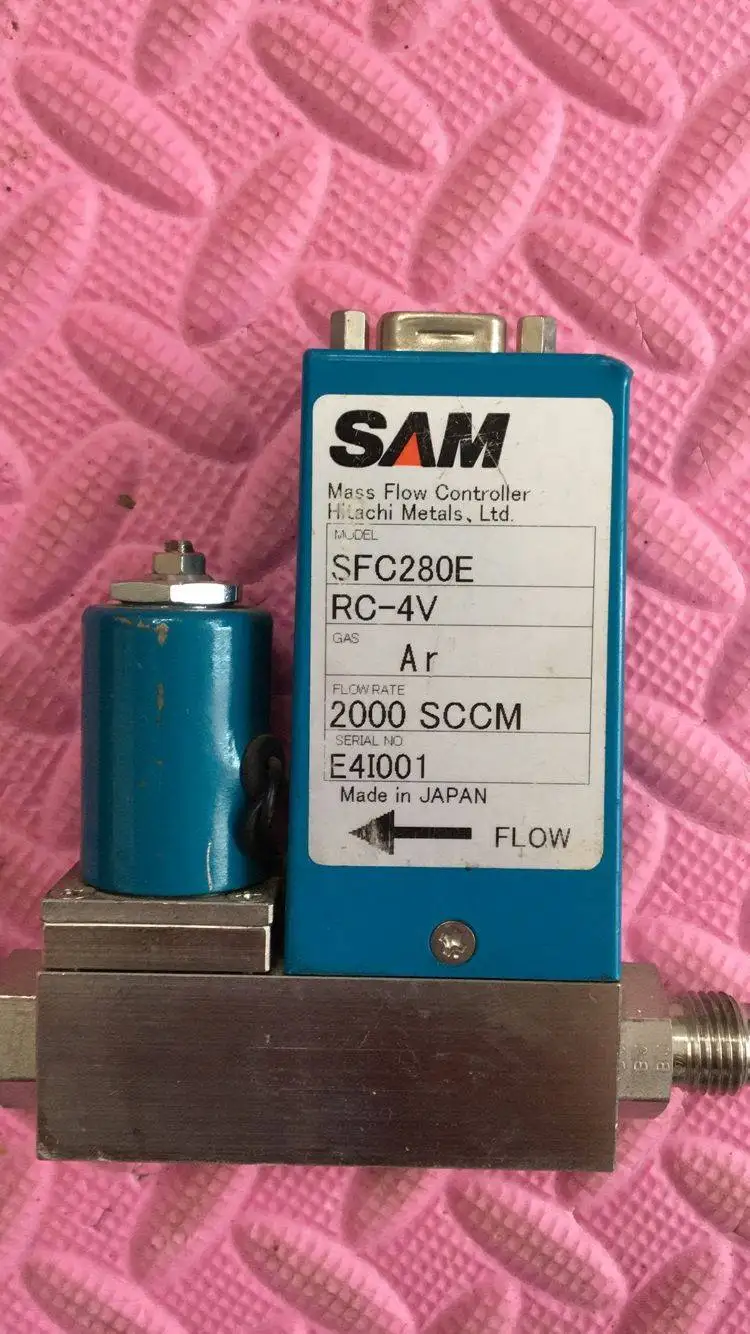 SAM
Mass Flow Controller
Hitachi Metals, Ltd.
MODEL
SFC280E
RC-4V
GAS
Ar
FLOW RATE
2000 SCCM
SERIAL NO
E4I001
Made in JAPAN
FLOW